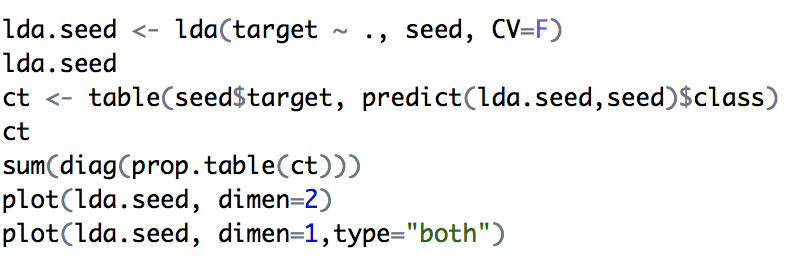 lda.seed <- lda(target ~ ., seed, CV=F)
lda.seed
ct <- table(seed$target, predict(lda.seed,seed)$class)
ct
sum(diag(prop.table(ct)))
plot(lda.seed, dimen=2)
plot(lda.seed, dimen=1,type="both")